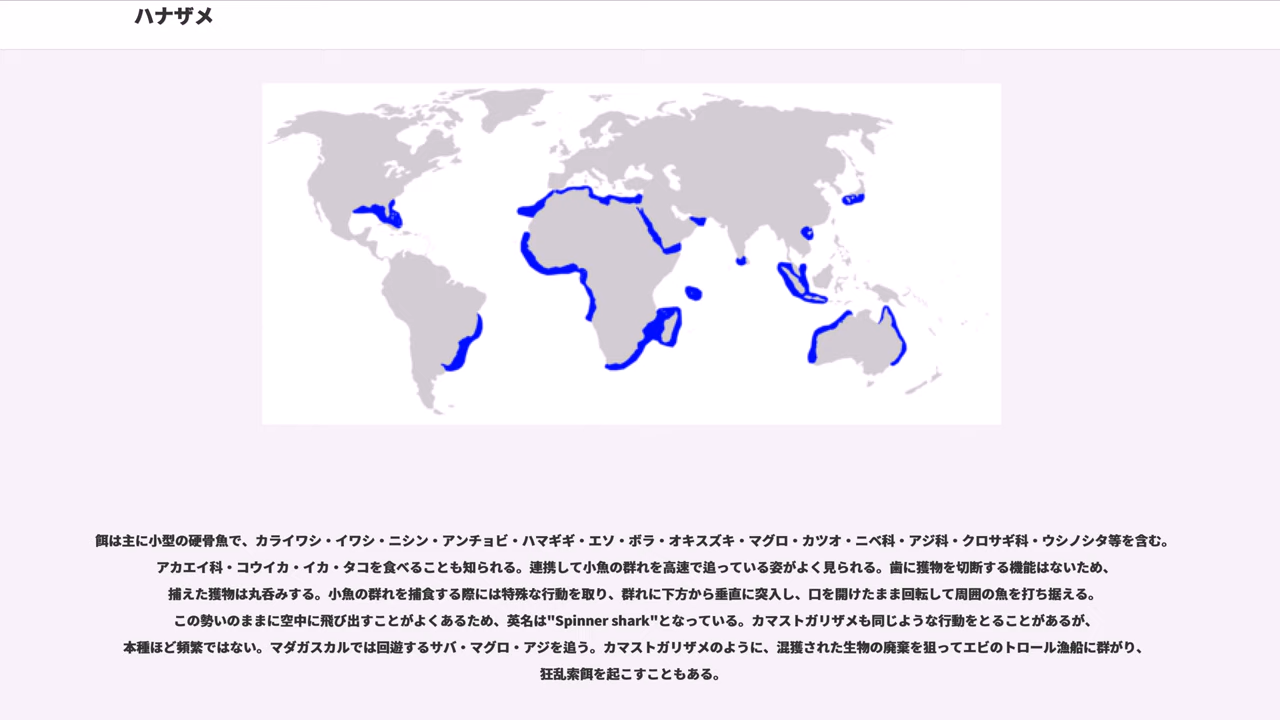 ハナザメ
餌は主に小型の硬骨魚で、カライワシ・イワシ・ニシン・アンチョビ・ハマギギ・エソ・ボラ・オキスズキ・マグロ・カツオ・ニベ科・アジ科・クロサギ科・ウシノシタ等を含む。
アカエイ科・コウイカ・イカ・タコを食べることも知られる。連携して小魚の群れを高速で追っている姿がよく見られる。歯に獲物を切断する機能はないため、
捕えた獲物は丸呑みする。小魚の群れを捕食する際には特殊な行動を取り、群れに下方から垂直に突入し、口を開けたまま回転して周囲の魚を打ち据える。
この勢いのままに空中に飛び出すことがよくあるため、英名は"Spinner shark"となっている。カマストガリザメも同じような行動をとることがあるが、
本種ほど頻繁ではない。マダガスカルでは回遊するサバ・マグロ・アジを追う。カマストガリザメのように、混獲された生物の廃棄を狙ってエビのトロール漁船に群がり、
狂乱索餌を起こすこともある。